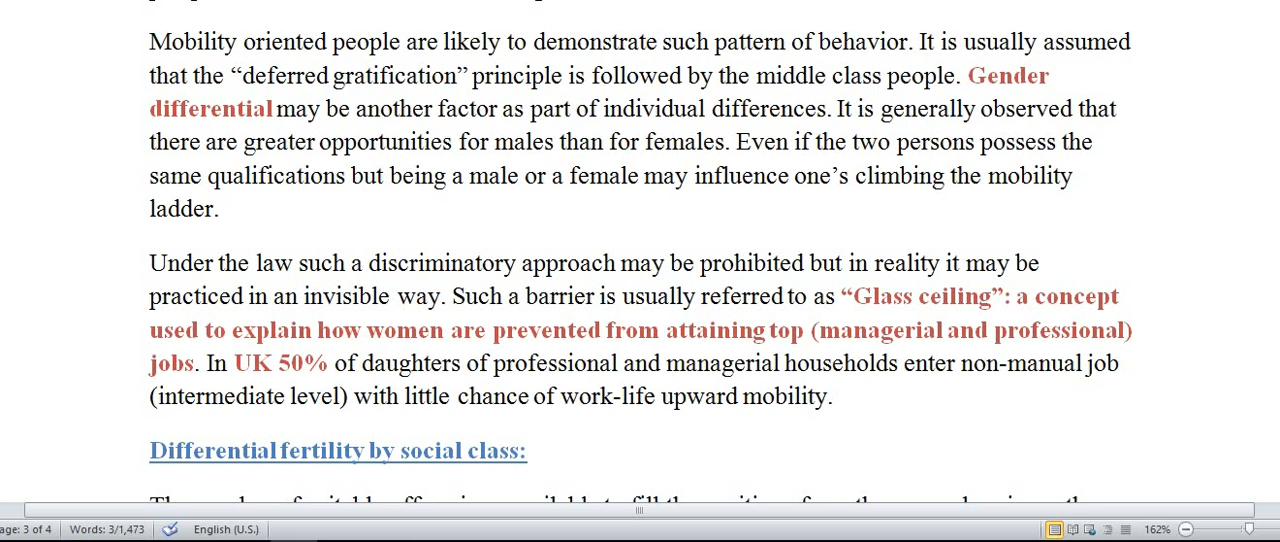 Mobility oriented people are likely to demonstrate such pattern of behavior. It is usually assumed
that the “deferred gratification” principle is followed by the middle class people. Gender
differential may be another factor as part of individual differences. It is generally observed that
there are greater opportunities for males than for females. Even if the two persons possess the
same qualifications but being a male or a female may influence one’s climbing the mobility
ladder.
Under the law such a discriminatory approach may be prohibited but in reality it may be
practiced in an invisible way. Such a barrier is usually referred to as “Glass ceiling”: a concept
used to explain how women are prevented from attaining top (managerial and professional)
jobs. In UK 50% of daughters of professional and managerial households enter non-manual job
(intermediate level) with little chance of work-life upward mobility.
Differential fertility by social class:
age: 3 of 4 Words: 3/1,473 English (U.S.) 162%